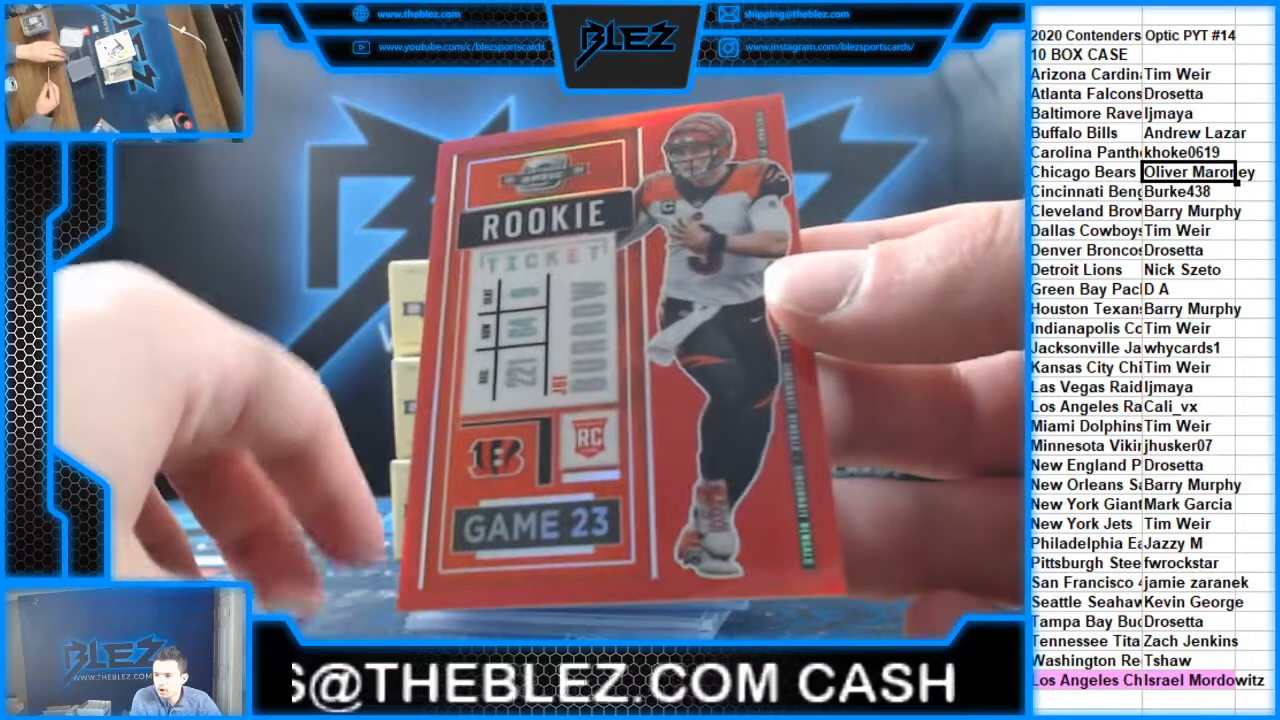 www.theblez.com
shipping@theblez.com
www.youtube.com/c/blezsportscards
www.instagram.com/blezsportscards/
BLEZ
ROOKIE
TICKET
BURROW
JOE
GAME 23
RC
BLEZ
WWW.THEBLEZ.COM
S@THEBLEZ.COM CASH
2020 Contenders Optic PYT #14
10 BOX CASE
Arizona Cardin Tim Weir
Atlanta Falcons Drosetta
Baltimore Rave ljmaya
Buffalo Bills Andrew Lazar
Carolina Panth khoke0619
Chicago Bears Oliver Maroney
Cincinnati Beng Burke438
Cleveland Brow Barry Murphy
Dallas Cowboys Tim Weir
Denver Broncos Drosetta
Detroit Lions Nick Szeto
Green Bay Pac D A
Houston Texans Barry Murphy
Indianapolis Co Tim Weir
Jacksonville Ja whycards1
Kansas City Chi Tim Weir
Las Vegas Raid ljmaya
Los Angeles Ra Cali_vx
Miami Dolphins Tim Weir
Minnesota Viki jhusker07
New England P Drosetta
New Orleans Sa Barry Murphy
New York Giant Mark Garcia
New York Jets Tim Weir
Philadelphia Ea Jazzy M
Pittsburgh Stee fwrockstar
San Francisco 4 jamie zaranek
Seattle Seahaw Kevin George
Tampa Bay Buc Drosetta
Tennessee Tita Zach Jenkins
Washington Re Tshaw
Los Angeles Ch Israel Mordowitz